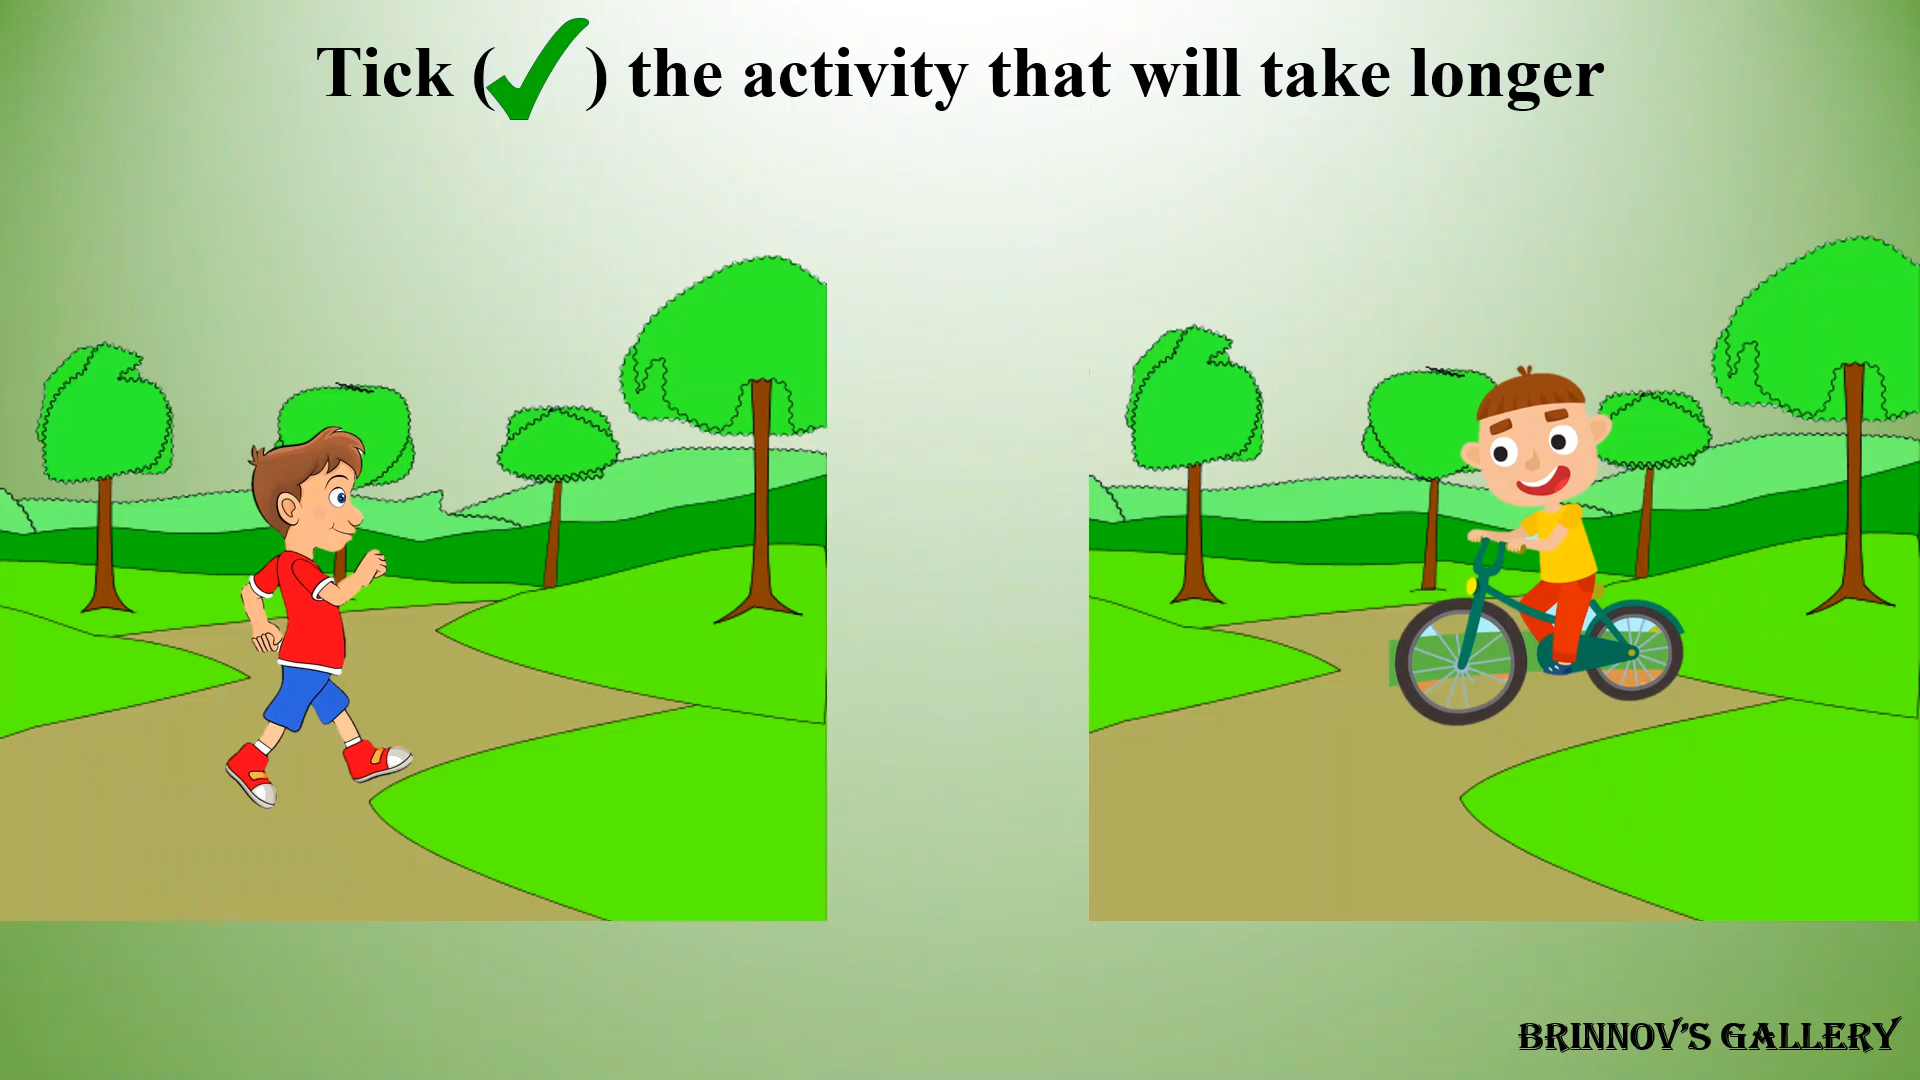 Tick (✓) the activity that will take longer
BRINNOV'S GALLERY